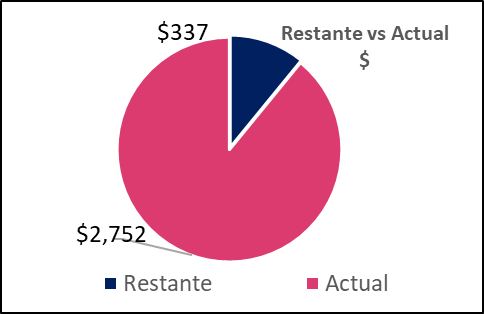 $337
Restante vs Actual
$
$2,752
Restante
Actual